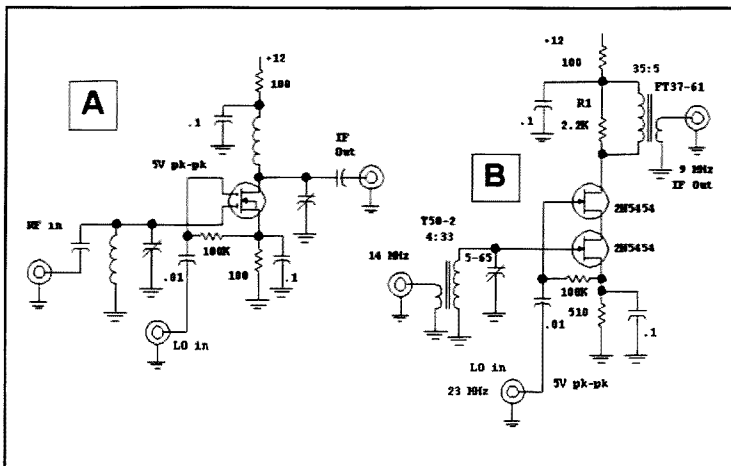 A
+12
100
.1
5V pk-pk
IF
Out
RF in
100K
.01
100
.1
LO in
B
+12
100
35:5
FT37-61
.1
R1
2.2K
9 MHz
IF Out
2N5454
2N5454
T50-2
4:33
14 MHz
5-65
100K
.01
510
.1
LO in
23 MHz
5V pk-pk